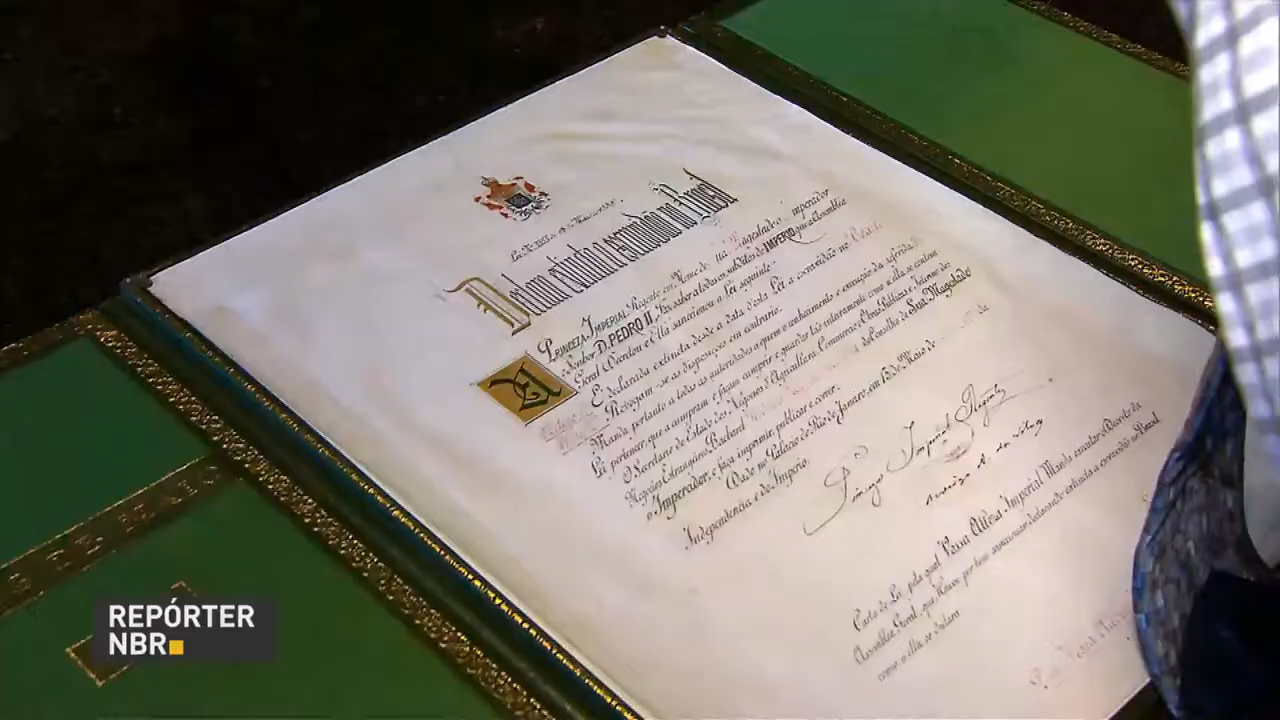 Declara extincta a escravidão no Brasil
A PRINCEZA IMPERIAL Regente em Nome de Sua Magestade o Imperador
o Senhor D. PEDRO II Faz saber a todos os subditos do IMPERIO que a Assembléa
Geral Decretou e Ella sanccionou a Lei seguinte:
É declarada extincta desde a data d'esta Lei a escravidão no Brazil.
Revogam-se as disposições em contrario.
Manda portanto a todas as autoridades a quem o conhecimento e execução da referida
Lei pertencer, que a cumpram e façam cumprir e guardar tão inteiramente como n'ella se contem
O Secretario de Estado dos Negocios d'Agricultura Commercio e Obras Publicas e Interino dos
Negocios Estrangeiros Bacharel do Conselho de Sua Magestade
o Imperador, o faça imprimir, publicar e correr.
Dado no Palacio do Rio de Janeiro, em 13 de Maio de da
Independencia e do Imperio.
Princeza Imperial Regente
Carta de Lei pela qual Vossa Alteza Imperial Manda executar o Decreto da
Assembléa Geral, que Houve por bem sanccionar declarando extincta a escravidão no Brazil
como n'ella se declara
REPÓRTER
NBR